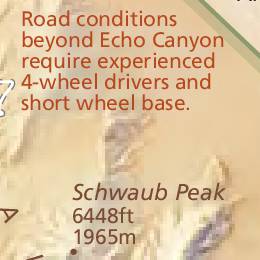 Road conditions
beyond Echo Canyon
require experienced
4-wheel drivers and
short wheel base.
Schwaub Peak
6448ft
1965m
A